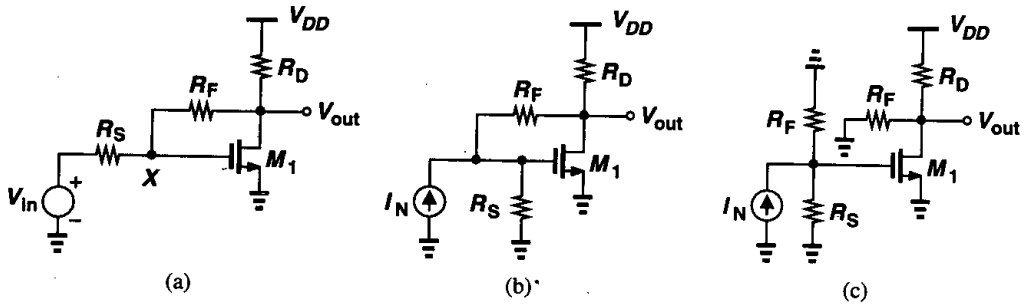 V_DD
R_D
R_F
R_S
V_out
M_1
X
V_in
+
−
(a)
V_DD
R_D
R_F
V_out
M_1
I_N
R_S
(b)
V_DD
R_D
R_F
R_F
V_out
M_1
I_N
R_S
(c)